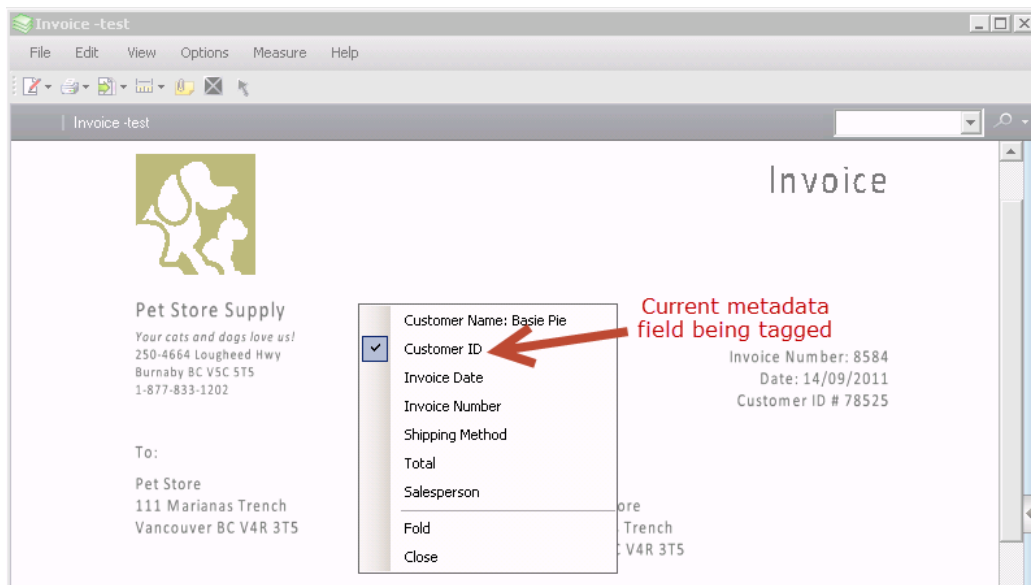 Invoice -test
File Edit View Options Measure Help
Invoice -test
Invoice
Pet Store Supply
Your cats and dogs love us!
250-4664 Lougheed Hwy
Burnaby BC V5C 5T5
1-877-833-1202
Customer Name: Basie Pie
Customer ID
Invoice Date
Invoice Number
Shipping Method
Total
Salesperson
Fold
Close
Current metadata
field being tagged
Invoice Number: 8584
Date: 14/09/2011
Customer ID # 78525
To:
Pet Store
111 Marianas Trench
Vancouver BC V4R 3T5
ore
Trench
V4R 3T5